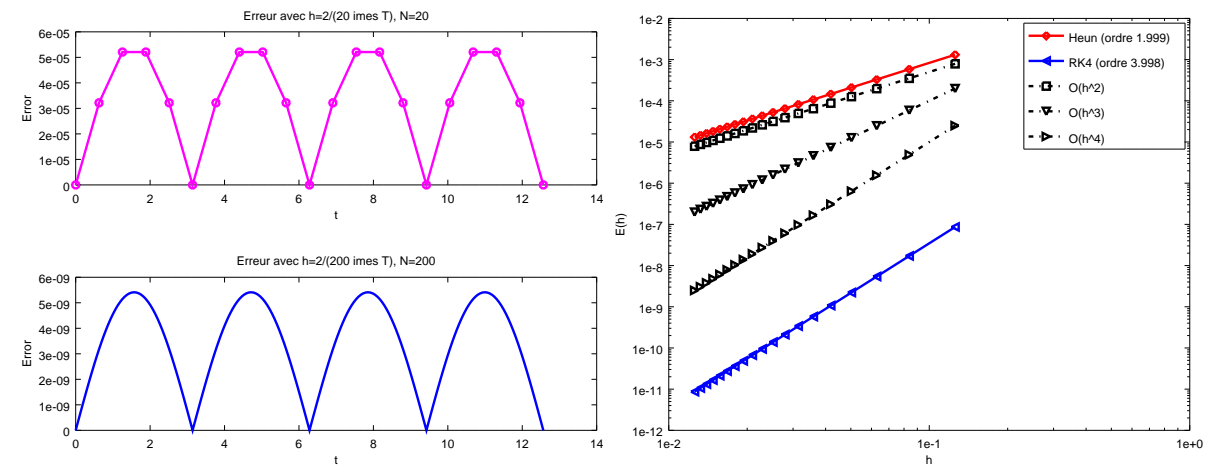 Erreur avec h=2/(20 imes T), N=20
6e-05
5e-05
4e-05
3e-05
2e-05
1e-05
0
Error
0 2 4 6 8 10 12 14
t
Erreur avec h=2/(200 imes T), N=200
6e-09
5e-09
4e-09
3e-09
2e-09
1e-09
0
Error
0 2 4 6 8 10 12 14
t
1e-2
1e-3
1e-4
1e-5
1e-6
1e-7
1e-8
1e-9
1e-10
1e-11
1e-12
E(h)
1e-2 1e-1 1e+0
h
Heun (ordre 1.999)
RK4 (ordre 3.998)
O(h^2)
O(h^3)
O(h^4)